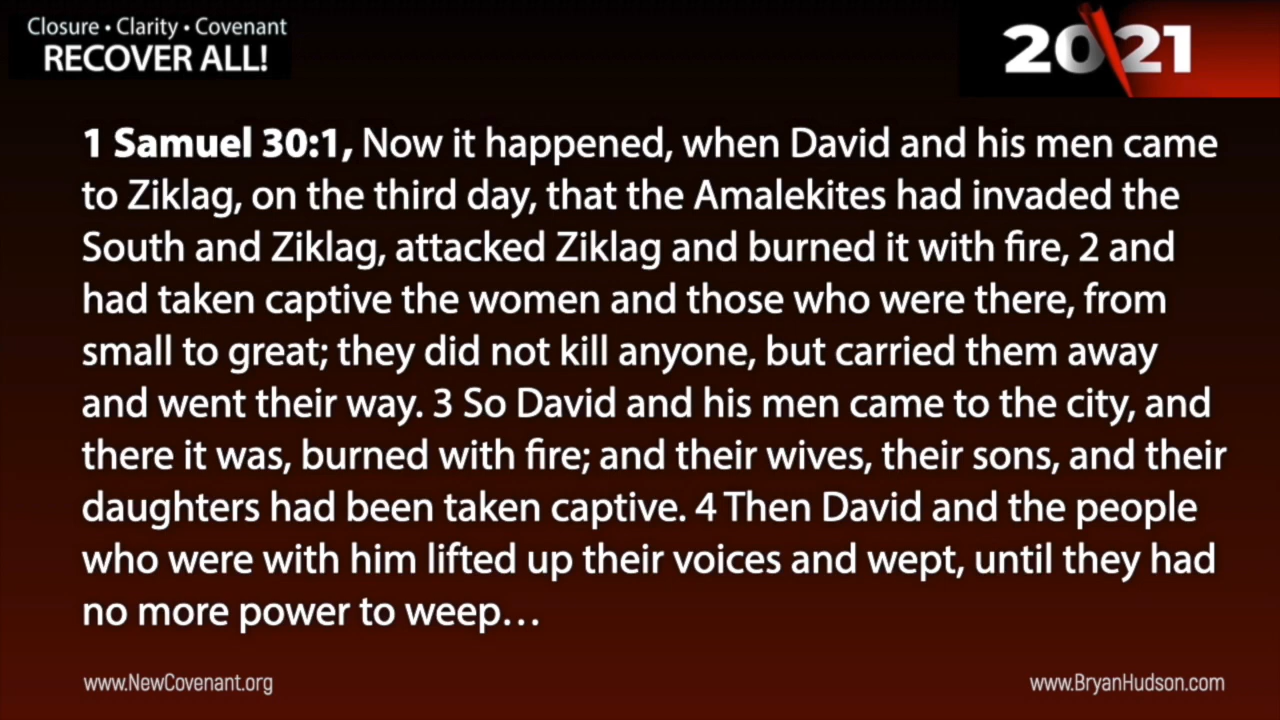 Closure • Clarity • Covenant
RECOVER ALL!
2021
1 Samuel 30:1, Now it happened, when David and his men came
to Ziklag, on the third day, that the Amalekites had invaded the
South and Ziklag, attacked Ziklag and burned it with fire, 2 and
had taken captive the women and those who were there, from
small to great; they did not kill anyone, but carried them away
and went their way. 3 So David and his men came to the city, and
there it was, burned with fire; and their wives, their sons, and their
daughters had been taken captive. 4 Then David and the people
who were with him lifted up their voices and wept, until they had
no more power to weep…
www.NewCovenant.org
www.BryanHudson.com